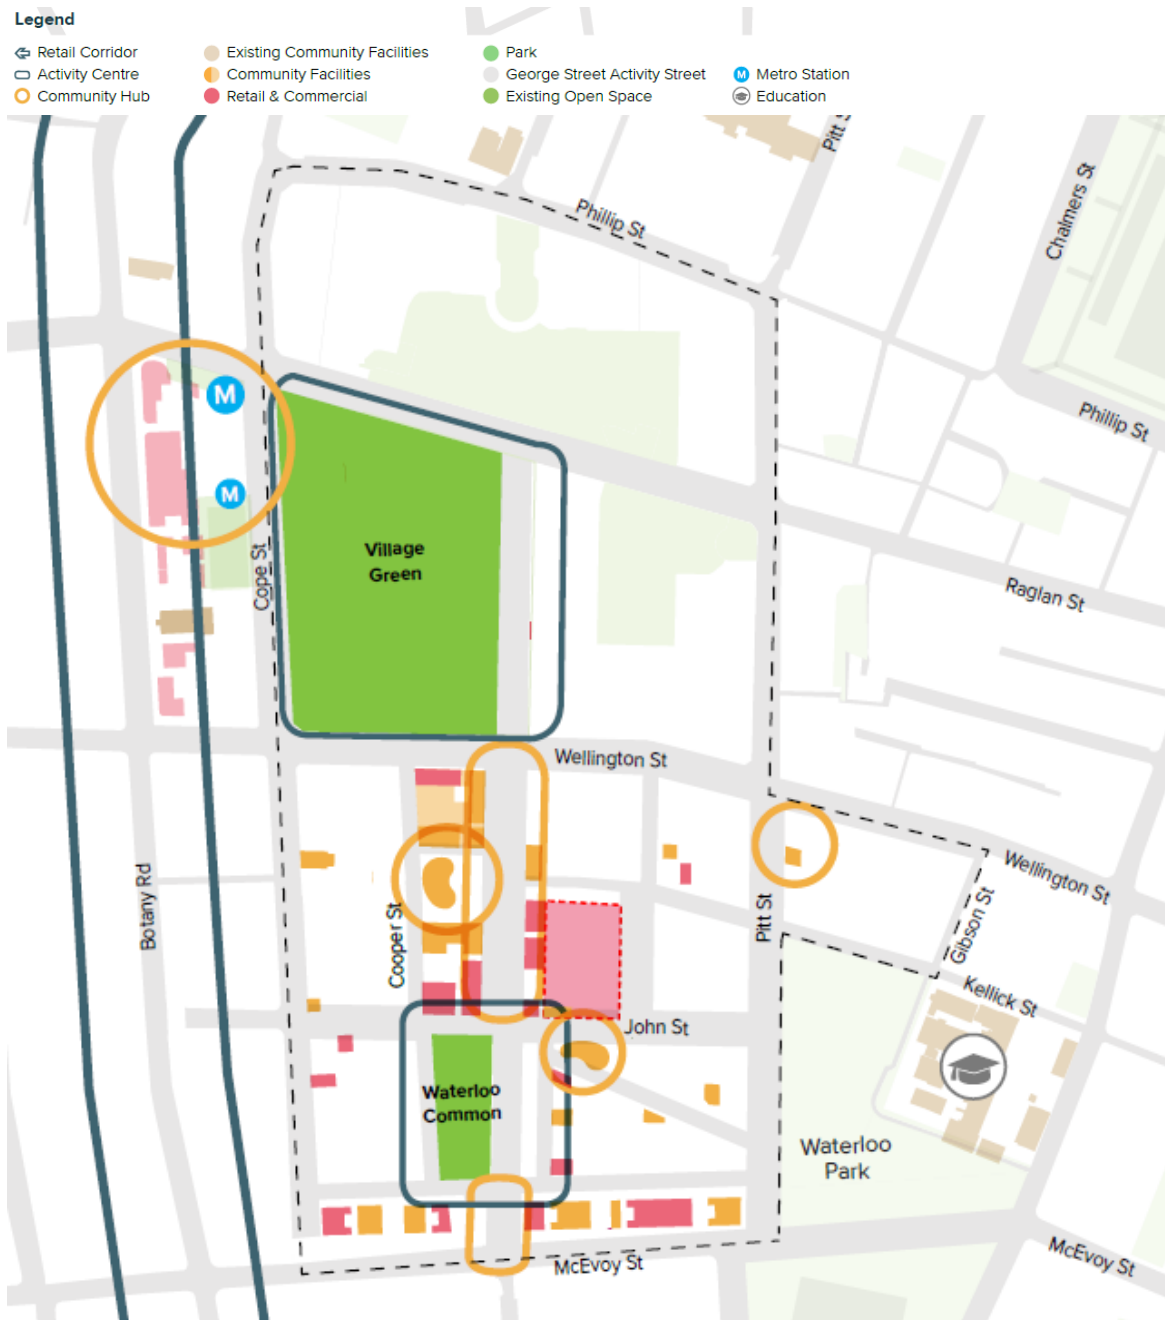 Legend
Retail Corridor
Activity Centre
Community Hub
Existing Community Facilities
Community Facilities
Retail & Commercial
Park
George Street Activity Street
Existing Open Space
M Metro Station
Education
Pitt S
Chalmers St
Phillip St
M
M
Phillip St
Village
Green
Cope St
Raglan St
Wellington St
Wellington St
Botany Rd
Cooper St
Pitt St
Gibson St
Kellick St
John St
Waterloo
Common
Waterloo
Park
McEvoy St
McEvoy St